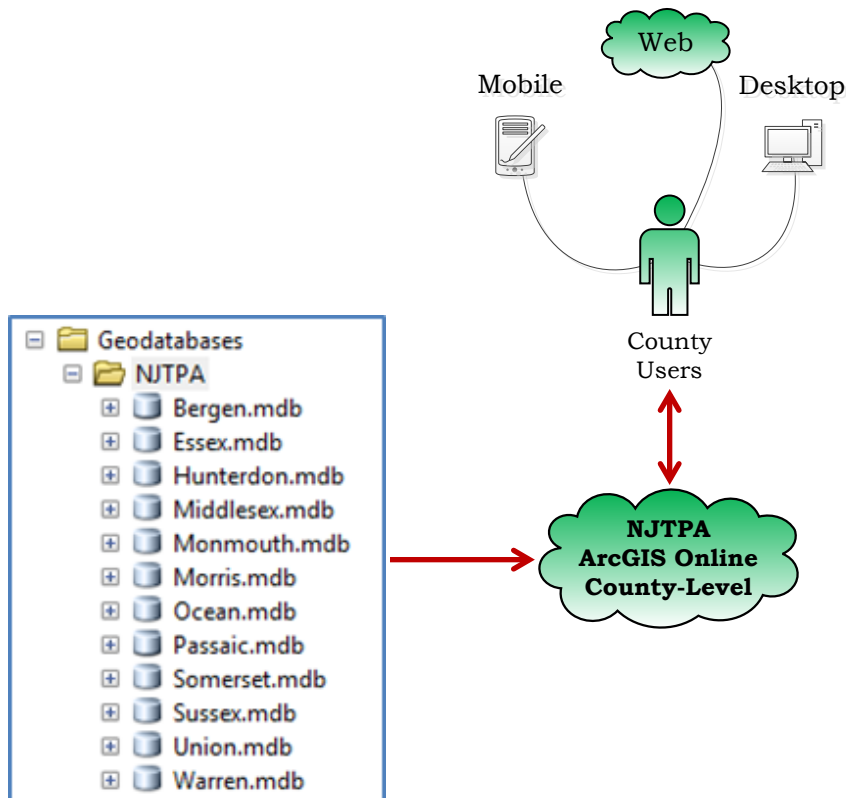 Web
Mobile
Desktop
County
Users
Geodatabases
NJTPA
Bergen.mdb
Essex.mdb
Hunterdon.mdb
Middlesex.mdb
Monmouth.mdb
Morris.mdb
Ocean.mdb
Passaic.mdb
Somerset.mdb
Sussex.mdb
Union.mdb
Warren.mdb
NJTPA
ArcGIS Online
County-Level